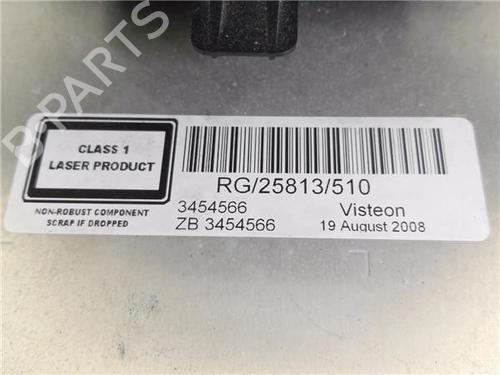 B-PARTS
CLASS 1
LASER PRODUCT
NON-ROBUST COMPONENT
SCRAP IF DROPPED
RG/25813/510
3454566 Visteon
ZB 3454566 19 August 2008